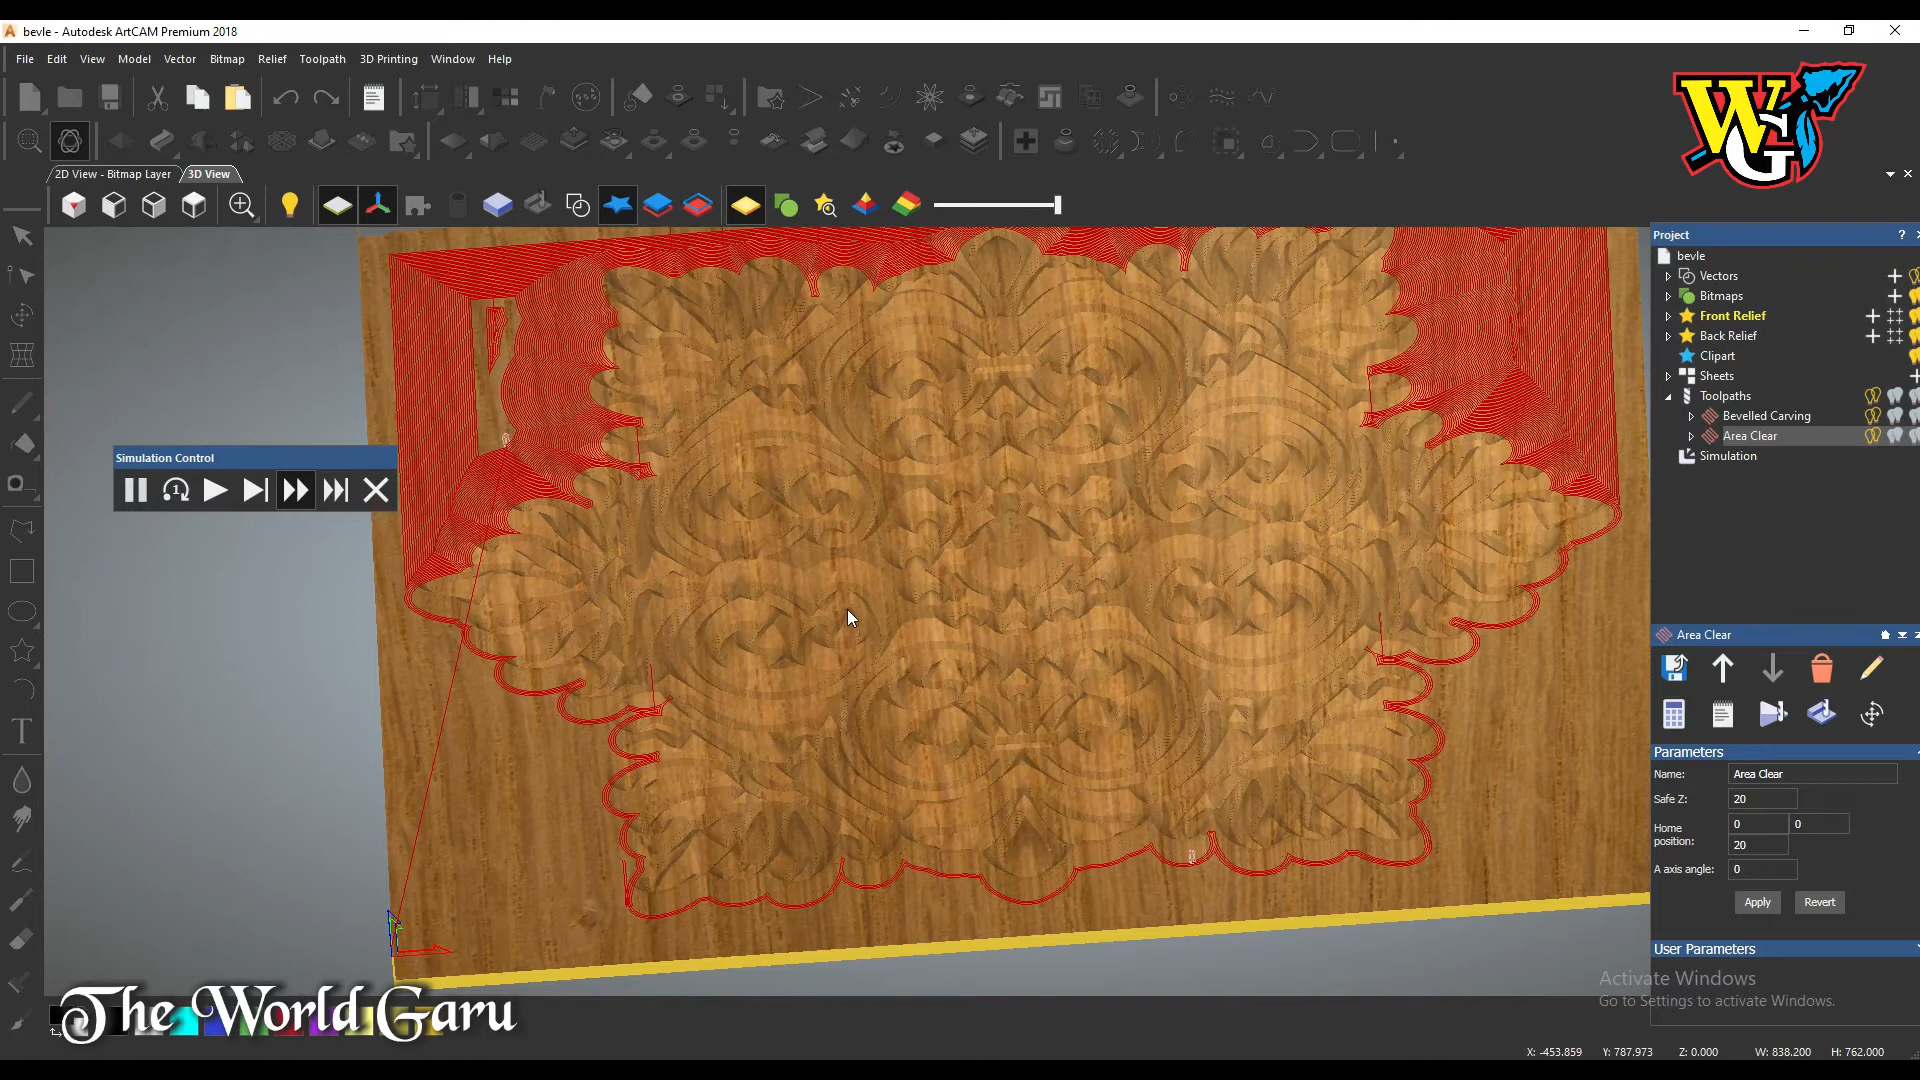 bevle - Autodesk ArtCAM Premium 2018
File Edit View Model Vector Bitmap Relief Toolpath 3D Printing Window Help
WSG
2D View - Bitmap Layer 3D View
Project ?
bevle
Vectors
Bitmaps
Front Relief
Back Relief
Clipart
Sheets
Toolpaths
Bevelled Carving
Area Clear
Simulation
Simulation Control
1
Area Clear
Parameters
Name: Area Clear
Safe Z: 20
Home position: 0 0
20
A axis angle: 0
Apply Revert
User Parameters
Activate Windows
Go to Settings to activate Windows.
The World Garu
X: -453.859 Y: 787.973 Z: 0.000 W: 838.200 H: 762.000